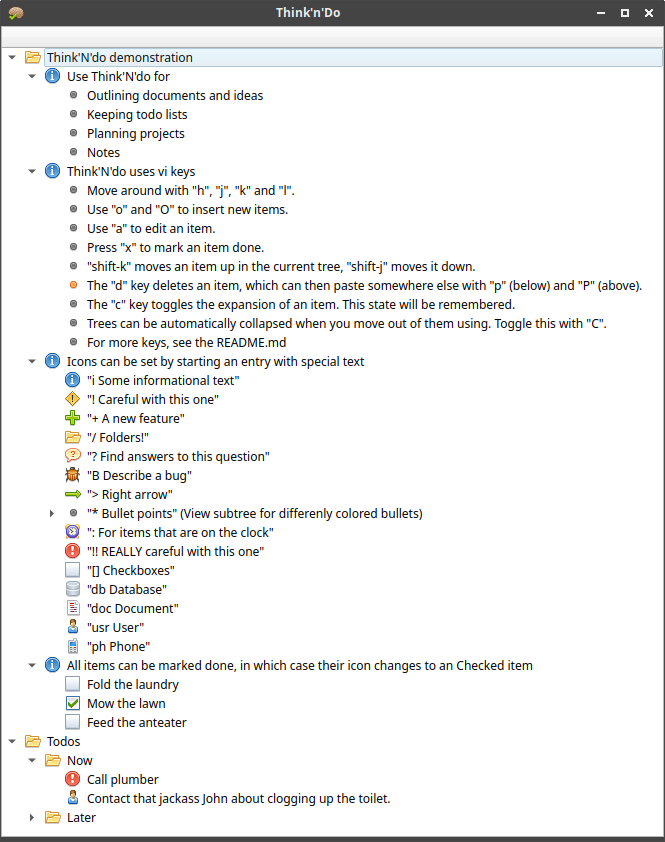 Think'n'Do
Think'N'do demonstration
Use Think'N'do for
Outlining documents and ideas
Keeping todo lists
Planning projects
Notes
Think'N'do uses vi keys
Move around with "h", "j", "k" and "l".
Use "o" and "O" to insert new items.
Use "a" to edit an item.
Press "x" to mark an item done.
"shift-k" moves an item up in the current tree, "shift-j" moves it down.
The "d" key deletes an item, which can then paste somewhere else with "p" (below) and "P" (above).
The "c" key toggles the expansion of an item. This state will be remembered.
Trees can be automatically collapsed when you move out of them using. Toggle this with "C".
For more keys, see the README.md
Icons can be set by starting an entry with special text
"i Some informational text"
"! Careful with this one"
"+ A new feature"
"/ Folders!"
"? Find answers to this question"
"B Describe a bug"
"> Right arrow"
"* Bullet points" (View subtree for differenly colored bullets)
": For items that are on the clock"
"!! REALLY careful with this one"
"[] Checkboxes"
"db Database"
"doc Document"
"usr User"
"ph Phone"
All items can be marked done, in which case their icon changes to an Checked item
Fold the laundry
Mow the lawn
Feed the anteater
Todos
Now
Call plumber
Contact that jackass John about clogging up the toilet.
Later